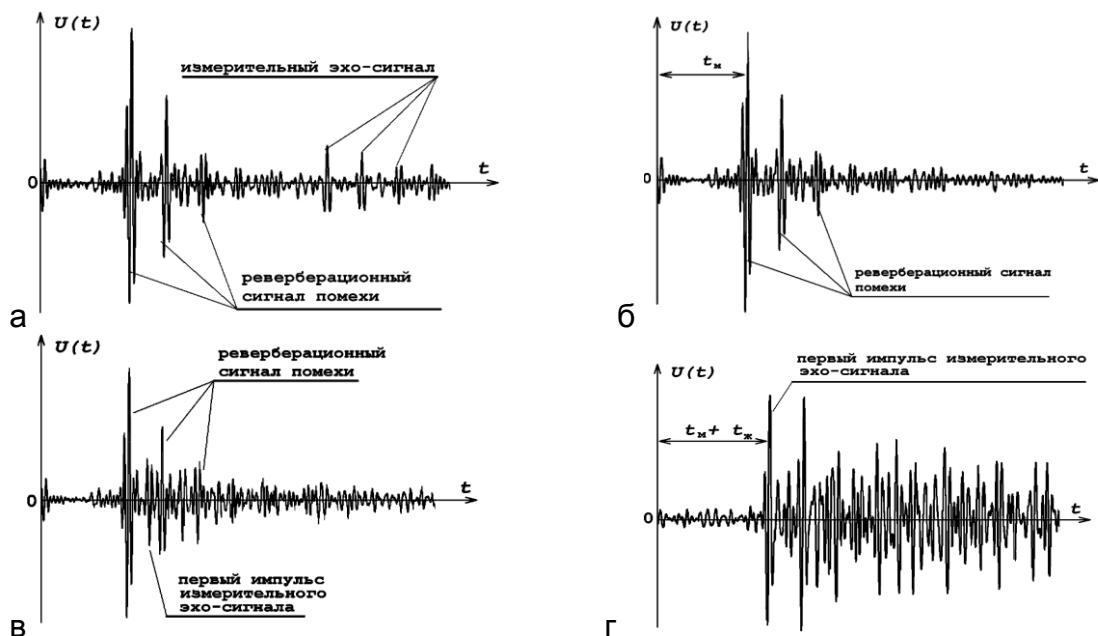 U(t)
измерительный эхо-сигнал
0
t
реверберационный
сигнал помехи
а
U(t)
tм
0
t
реверберационный сигнал
помехи
б
U(t)
реверберационный
сигнал помехи
0
t
первый импульс
измерительного
эхо-сигнала
в
U(t)
первый импульс измерительного
эхо-сигнала
tм+ tж
0
t
г